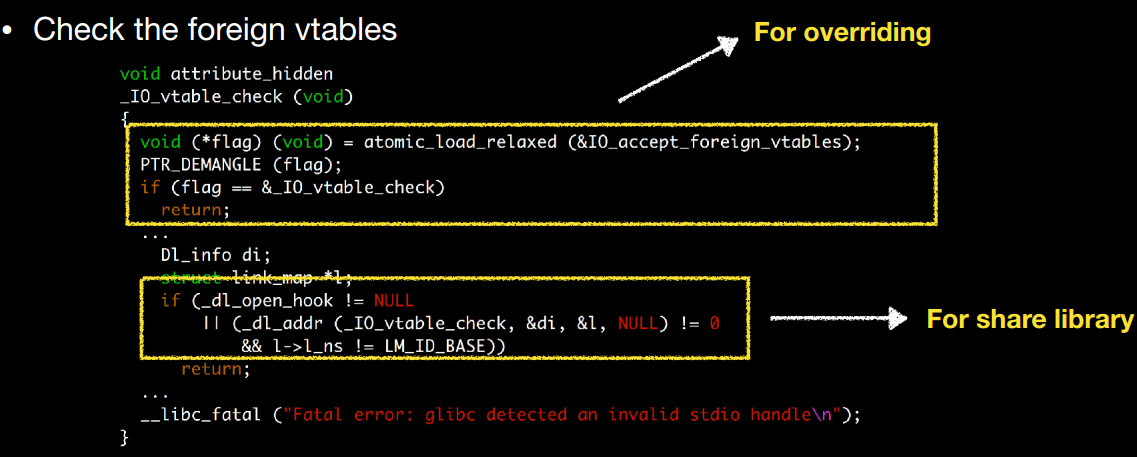 • Check the foreign vtables
For overriding
void attribute_hidden
_IO_vtable_check (void)
{
void (*flag) (void) = atomic_load_relaxed (&IO_accept_foreign_vtables);
PTR_DEMANGLE (flag);
if (flag == &_IO_vtable_check)
return;
...
Dl_info di;
struct link_map *l;
if (_dl_open_hook != NULL
|| (_dl_addr (_IO_vtable_check, &di, &l, NULL) != 0
For share library
&& l->l_ns != LM_ID_BASE))
return;
...
__libc_fatal ("Fatal error: glibc detected an invalid stdio handle\n");
}